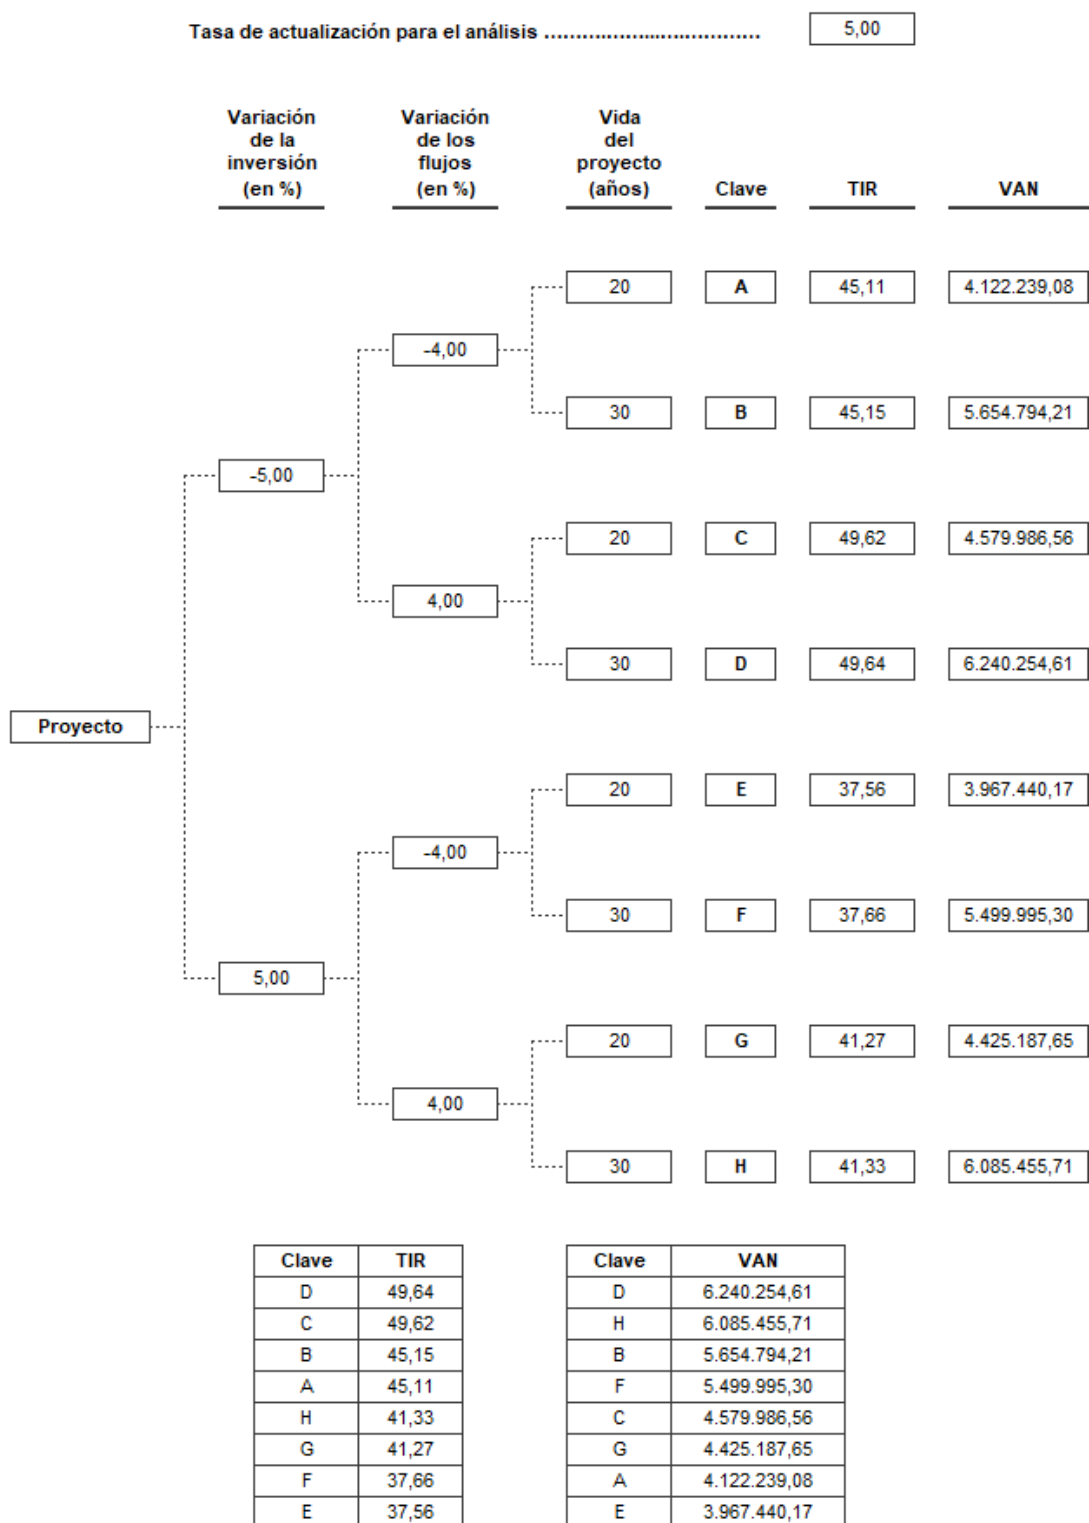 Tasa de actualización para el análisis ........................................ 5,00
Variación de la inversión (en %) Variación de los flujos (en %) Vida del proyecto (años) Clave TIR VAN
20 A 45,11 4.122.239,08
-4,00
30 B 45,15 5.654.794,21
-5,00
20 C 49,62 4.579.986,56
4,00
30 D 49,64 6.240.254,61
Proyecto
20 E 37,56 3.967.440,17
-4,00
30 F 37,66 5.499.995,30
5,00
20 G 41,27 4.425.187,65
4,00
30 H 41,33 6.085.455,71
Clave TIR
D 49,64
C 49,62
B 45,15
A 45,11
H 41,33
G 41,27
F 37,66
E 37,56
Clave VAN
D 6.240.254,61
H 6.085.455,71
B 5.654.794,21
F 5.499.995,30
C 4.579.986,56
G 4.425.187,65
A 4.122.239,08
E 3.967.440,17